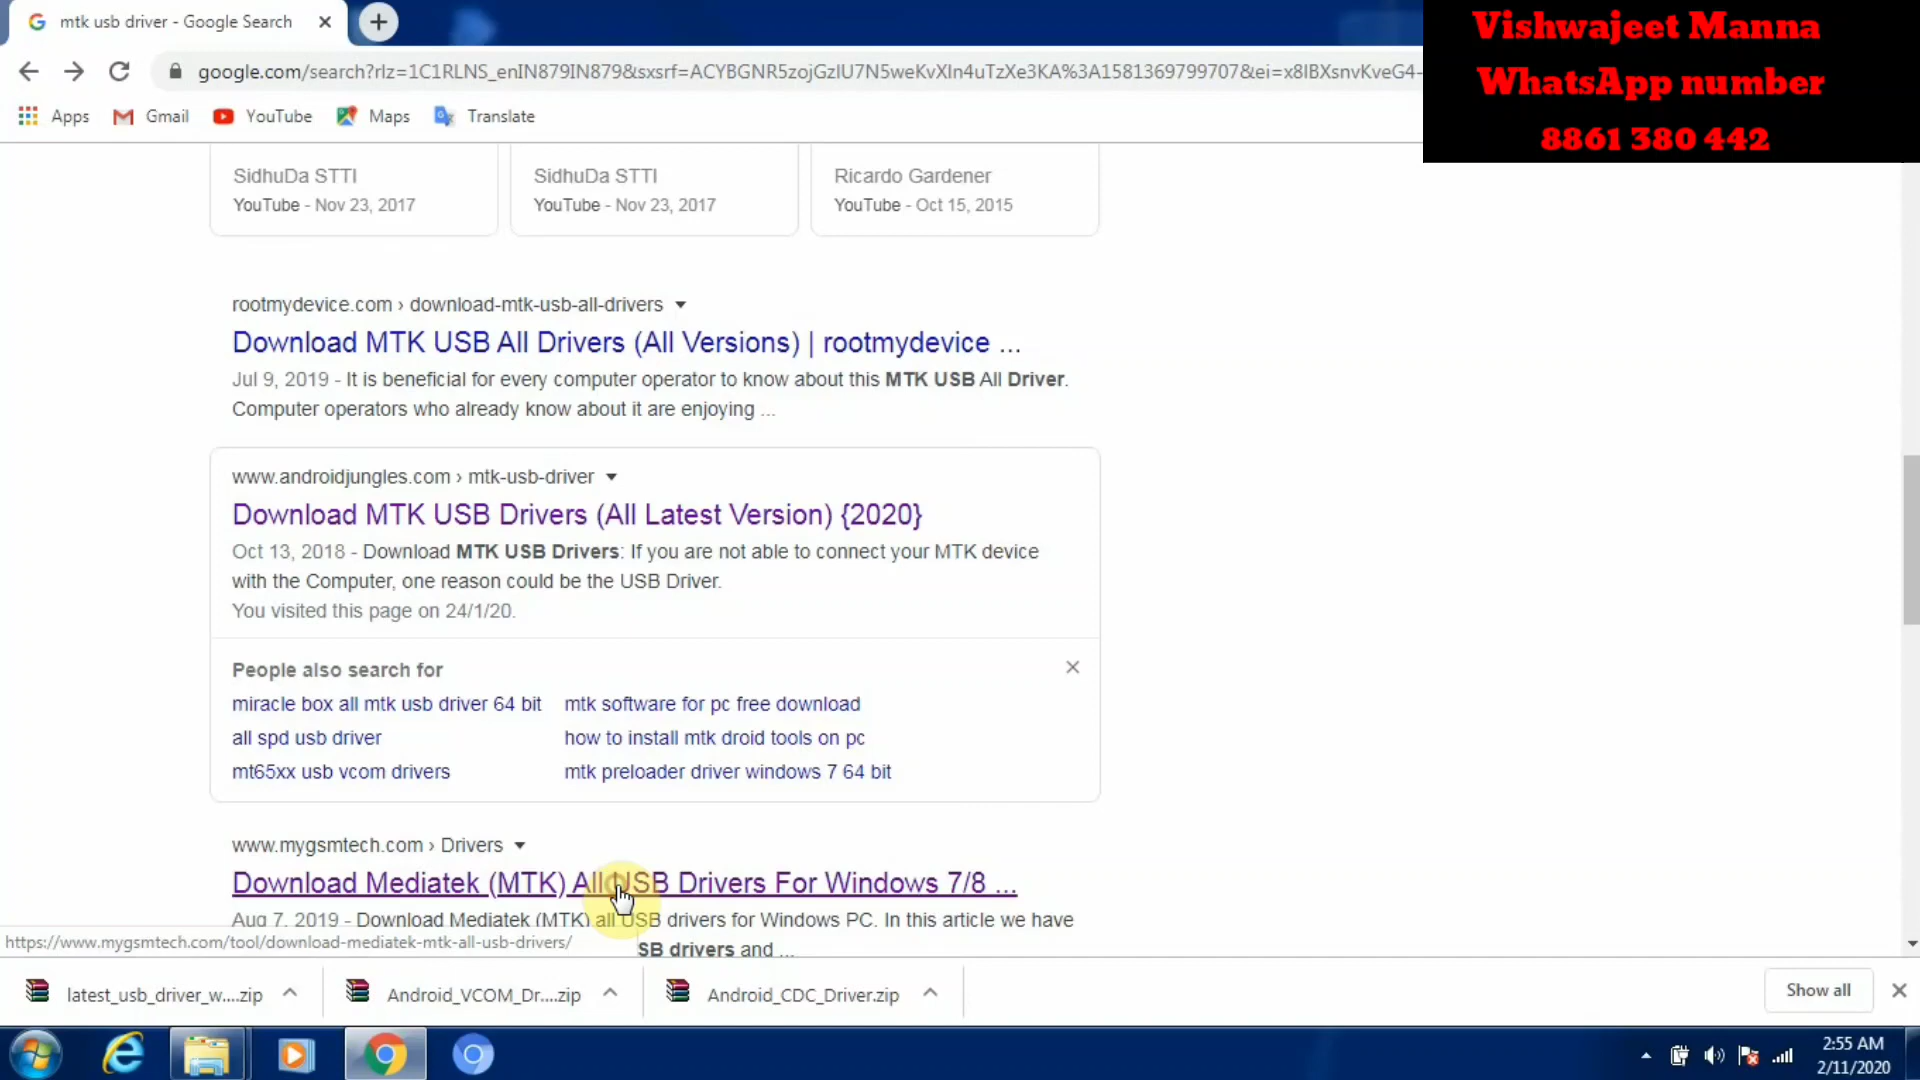 mtk usb driver - Google Search
Vishwajeet Manna
WhatsApp number
8861 380 442
google.com/search?rlz=1C1RLNS_enIN879IN879&sxsrf=ACYBGNR5zojGzIU7N5weKvXIn4uTzXe3KA%3A1581369799707&ei=x8lBXsnvKveG4-
Apps Gmail YouTube Maps Translate
SidhuDa STTI
YouTube - Nov 23, 2017
SidhuDa STTI
YouTube - Nov 23, 2017
Ricardo Gardener
YouTube - Oct 15, 2015
rootmydevice.com › download-mtk-usb-all-drivers
Download MTK USB All Drivers (All Versions) | rootmydevice ...
Jul 9, 2019 - It is beneficial for every computer operator to know about this MTK USB All Driver.
Computer operators who already know about it are enjoying ...
www.androidjungles.com › mtk-usb-driver
Download MTK USB Drivers (All Latest Version) {2020}
Oct 13, 2018 - Download MTK USB Drivers: If you are not able to connect your MTK device
with the Computer, one reason could be the USB Driver.
You visited this page on 24/1/20.
People also search for
miracle box all mtk usb driver 64 bit mtk software for pc free download
all spd usb driver how to install mtk droid tools on pc
mt65xx usb vcom drivers mtk preloader driver windows 7 64 bit
www.mygsmtech.com › Drivers
Download Mediatek (MTK) All USB Drivers For Windows 7/8 ...
Aug 7, 2019 - Download Mediatek (MTK) all USB drivers for Windows PC. In this article we have
https://www.mygsmtech.com/tool/download-mediatek-mtk-all-usb-drivers/
SB drivers and ...
latest_usb_driver_w....zip Android_VCOM_Dr....zip Android_CDC_Driver.zip Show all
2:55 AM
2/11/2020